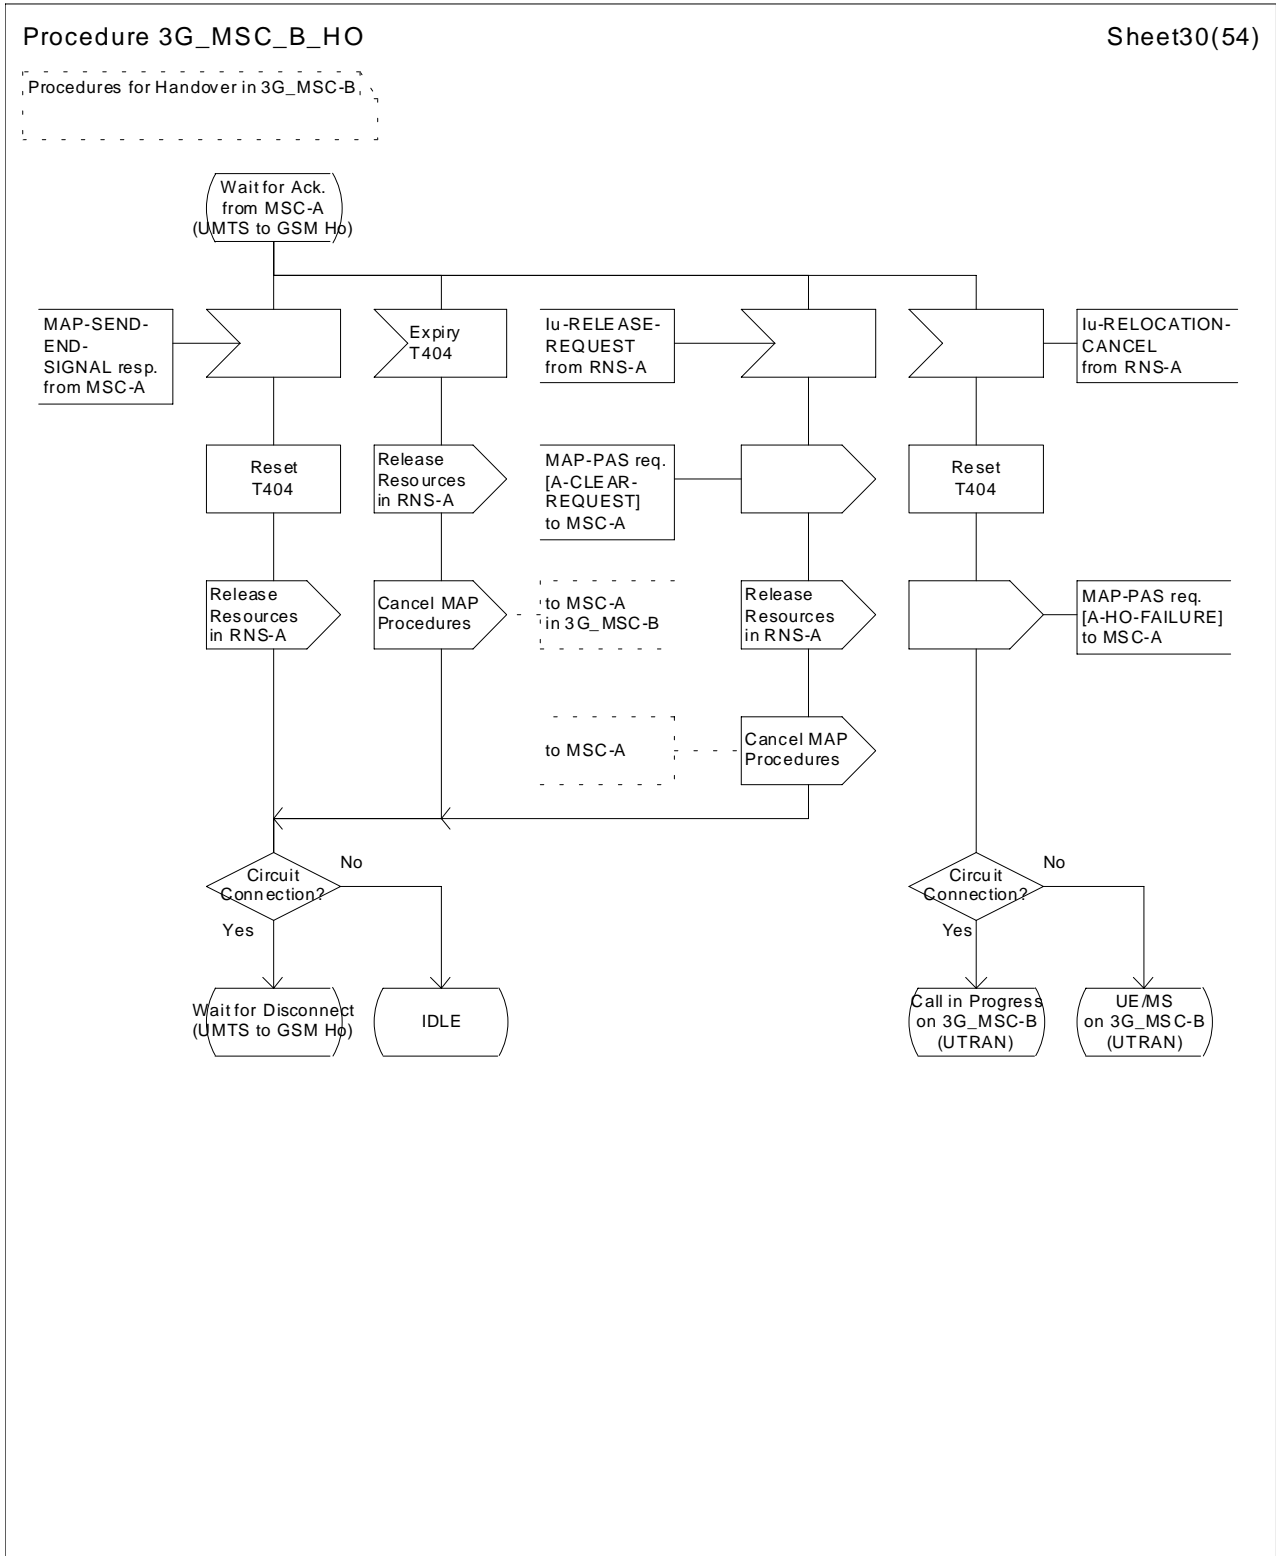 Procedure 3G_MSC_B_HO
Sheet30(54)
Procedures for Handover in 3G_MSC-B
Wait for Ack.
from MSC-A
(UMTS to GSM Ho)
MAP-SEND-
END-
SIGNAL resp.
from MSC-A
Expiry
T404
Iu-RELEASE-
REQUEST
from RNS-A
Iu-RELOCATION-
CANCEL
from RNS-A
Reset
T404
Release
Resources
in RNS-A
MAP-PAS req.
[A-CLEAR-
REQUEST]
to MSC-A
Reset
T404
Release
Resources
in RNS-A
Cancel MAP
Procedures
to MSC-A
in 3G_MSC-B
Release
Resources
in RNS-A
MAP-PAS req.
[A-HO-FAILURE]
to MSC-A
to MSC-A
Cancel MAP
Procedures
Circuit
Connection?
No
Yes
Circuit
Connection?
No
Yes
Wait for Disconnect
(UMTS to GSM Ho)
IDLE
Call in Progress
on 3G_MSC-B
(UTRAN)
UE/MS
on 3G_MSC-B
(UTRAN)